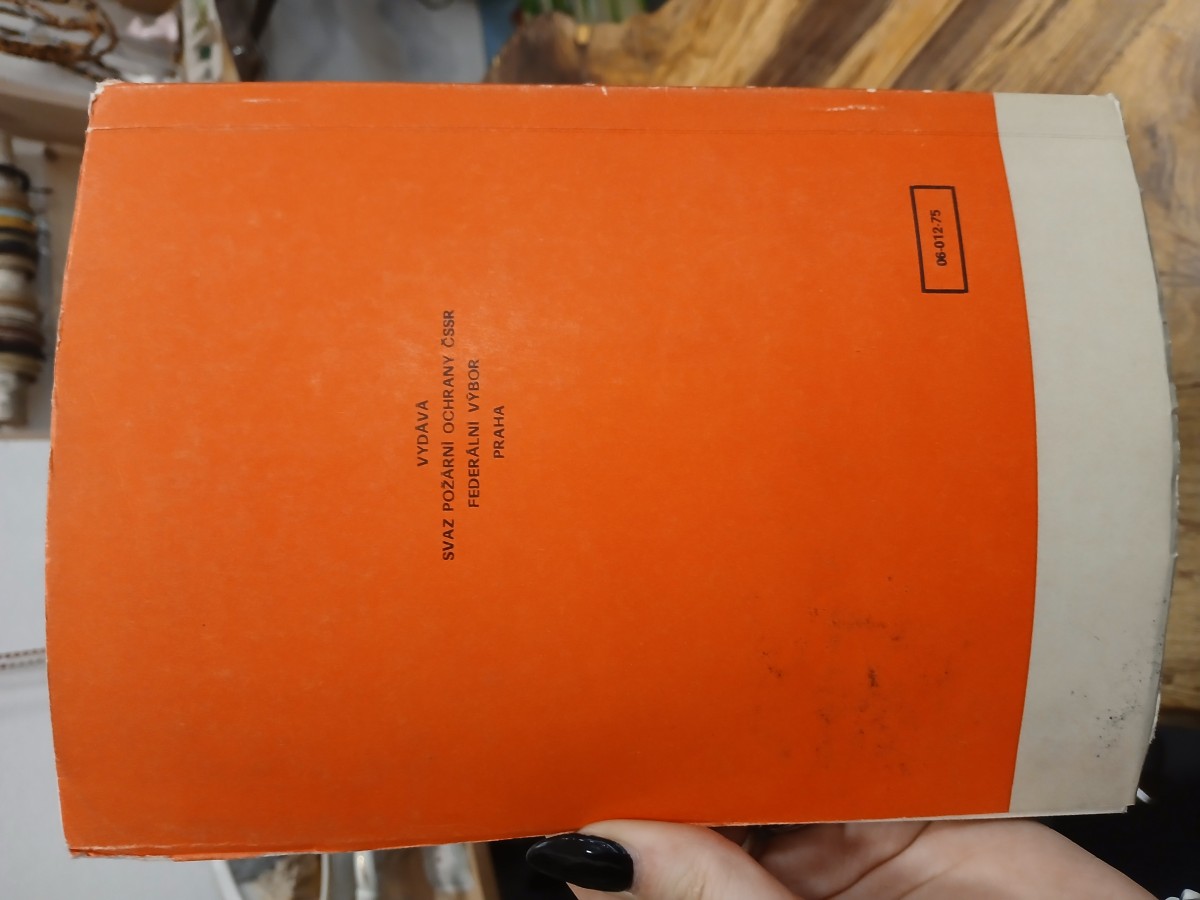 VYDÁVÁ
SVAZ POŽÁRNÍ OCHRANY ČSSR
FEDERÁLNÍ VÝBOR
PRAHA
06-012-75